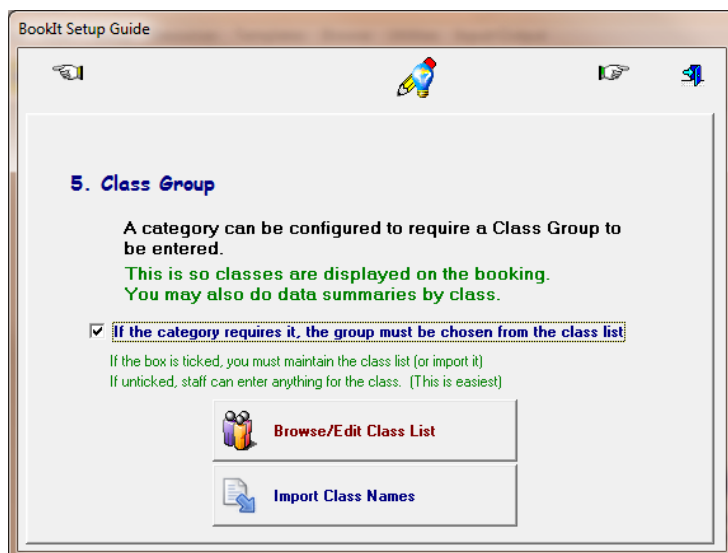 BookIt Setup Guide
5. Class Group
A category can be configured to require a Class Group to
be entered.
This is so classes are displayed on the booking.
You may also do data summaries by class.
If the category requires it, the group must be chosen from the class list
If the box is ticked, you must maintain the class list (or import it)
If unticked, staff can enter anything for the class. (This is easiest)
Browse/Edit Class List
Import Class Names